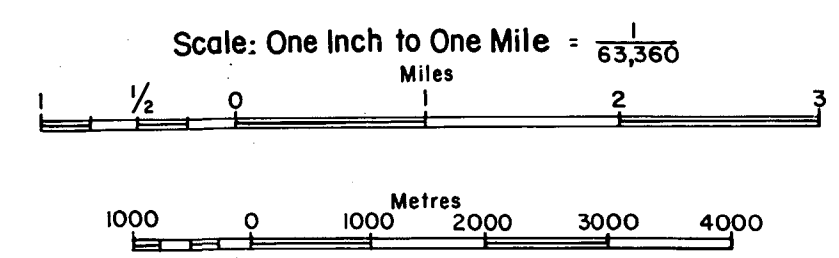 Scale: One Inch to One Mile = 1/63,360
Miles
1 1/2 0 1 2 3
Metres
1000 0 1000 2000 3000 4000